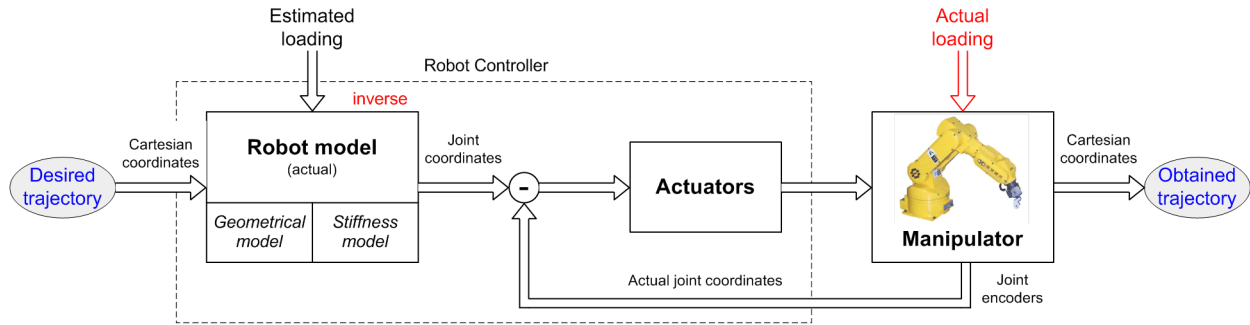 Estimated
loading
Actual
loading
Robot Controller
inverse
Cartesian
coordinates
Robot model
(actual)
Joint
coordinates
Desired
trajectory
-
Actuators
Cartesian
coordinates
Obtained
trajectory
Geometrical
model
Stiffness
model
Manipulator
Actual joint coordinates
Joint
encoders